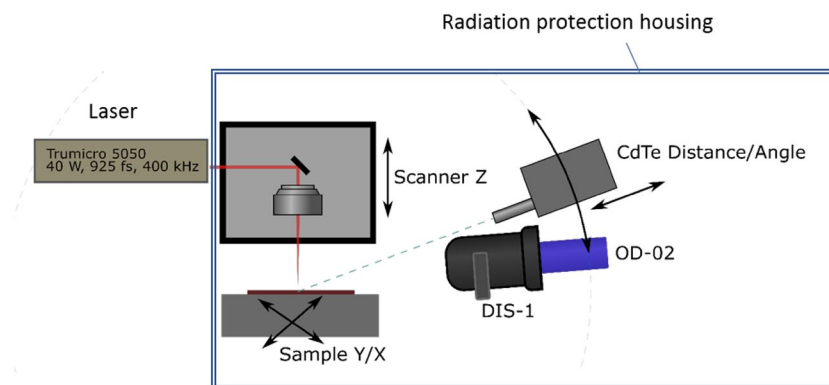 Radiation protection housing
Laser
Trumicro 5050
40 W, 925 fs, 400 kHz
Scanner Z
CdTe Distance/Angle
OD-02
DIS-1
Sample Y/X